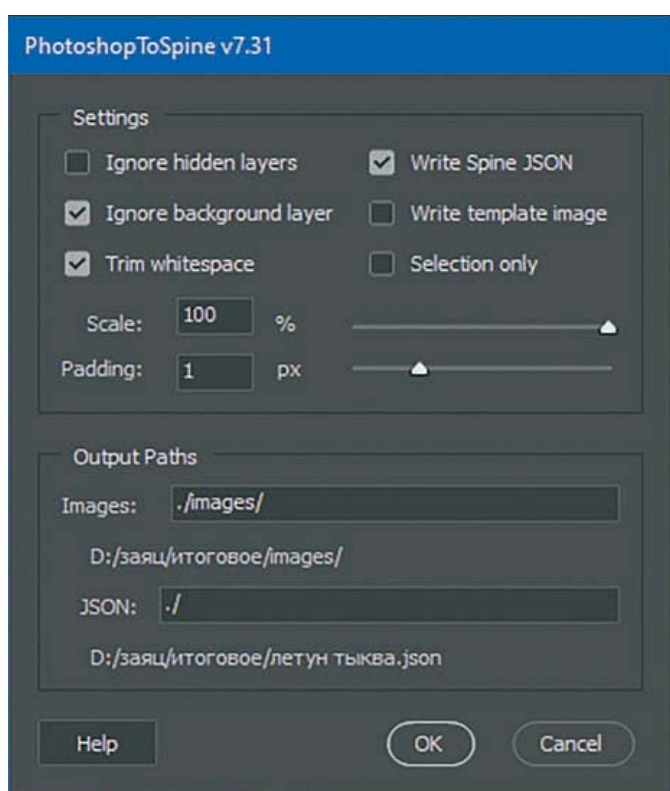 PhotoshopToSpine v7.31
Settings
Ignore hidden layers
Write Spine JSON
Ignore background layer
Write template image
Trim whitespace
Selection only
Scale: 100 %
Padding: 1 px
Output Paths
Images: ./images/
D:/заяц/итоговое/images/
JSON: ./
D:/заяц/итоговое/летун тыква.json
Help
OK
Cancel